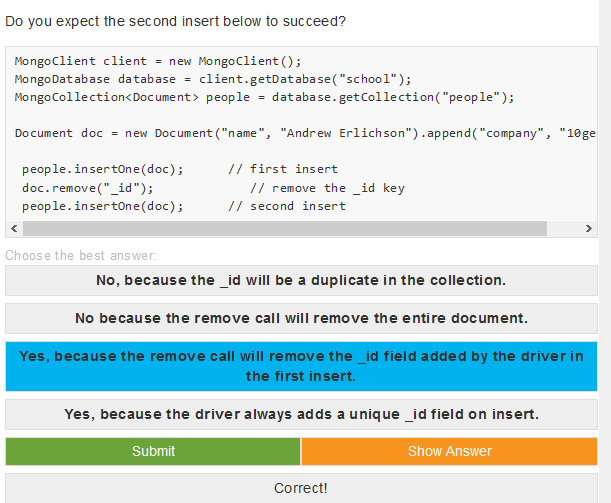 Do you expect the second insert below to succeed?
MongoClient client = new MongoClient();
MongoDatabase database = client.getDatabase("school");
MongoCollection<Document> people = database.getCollection("people");
Document doc = new Document("name", "Andrew Erlichson").append("company", "10ge
people.insertOne(doc);      // first insert
doc.remove("_id");             // remove the _id key
people.insertOne(doc);      // second insert
Choose the best answer:
No, because the _id will be a duplicate in the collection.
No because the remove call will remove the entire document.
Yes, because the remove call will remove the _id field added by the driver in
the first insert.
Yes, because the driver always adds a unique _id field on insert.
Submit
Show Answer
Correct!